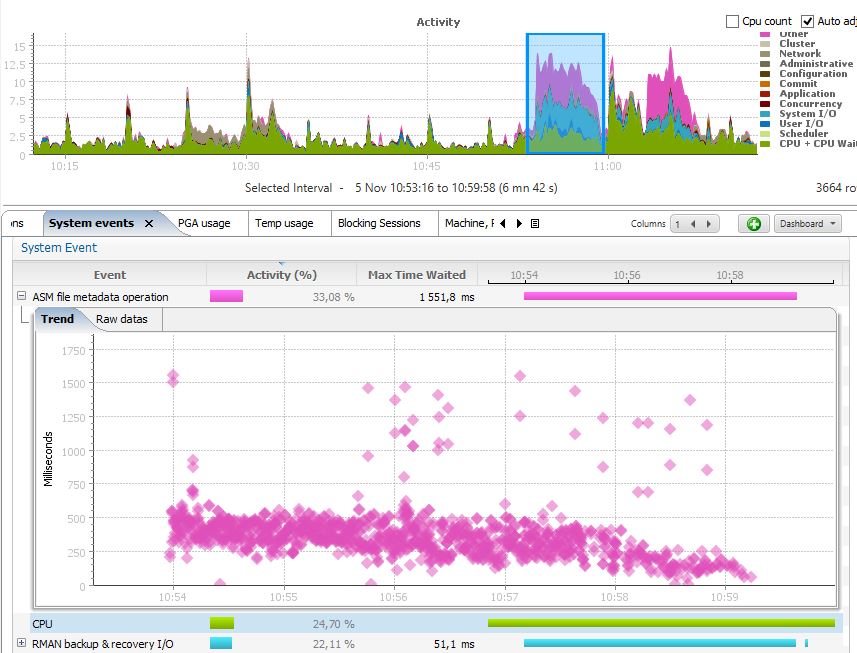 Activity
Cpu count
Auto adj
Other
Cluster
Network
Administrative
Configuration
Commit
Application
Concurrency
System I/O
User I/O
Scheduler
CPU + CPU Wait
15
12.5
10
7.5
5
2.5
0
10:15 10:30 10:45 11:00
Selected Interval - 5 Nov 10:53:16 to 10:59:58 (6 mn 42 s)
3664 ro
ons System events PGA usage Temp usage Blocking Sessions Machine, F Columns 1 Dashboard
System Event
Event Activity (%) Max Time Waited 10:54 10:56 10:58
ASM file metadata operation 33,08 % 1 551,8 ms
Trend Raw datas
1750
1500
1250
1000
750
500
250
0
Milliseconds
10:54 10:55 10:56 10:57 10:58 10:59
CPU 24,70 %
RMAN backup & recovery I/O 22,11 % 51,1 ms